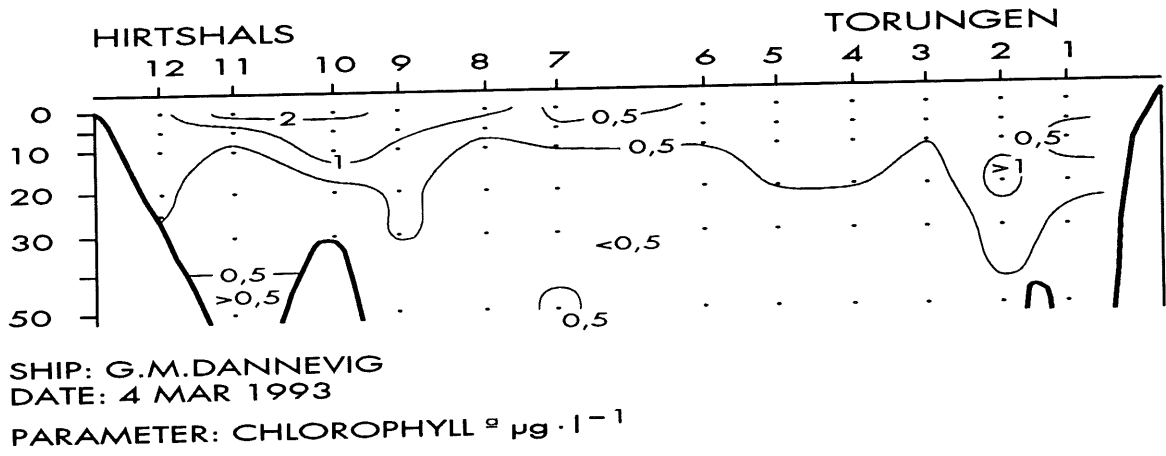 HIRTSHALS TORUNGEN
12 11 10 9 8 7 6 5 4 3 2 1
0 2 0,5
10 1 0,5 0,5
20 >1
30 <0,5
0,5
>0,5
50 0,5
SHIP: G.M.DANNEVIG
DATE: 4 MAR 1993
PARAMETER: CHLOROPHYLL ª µg · l⁻¹